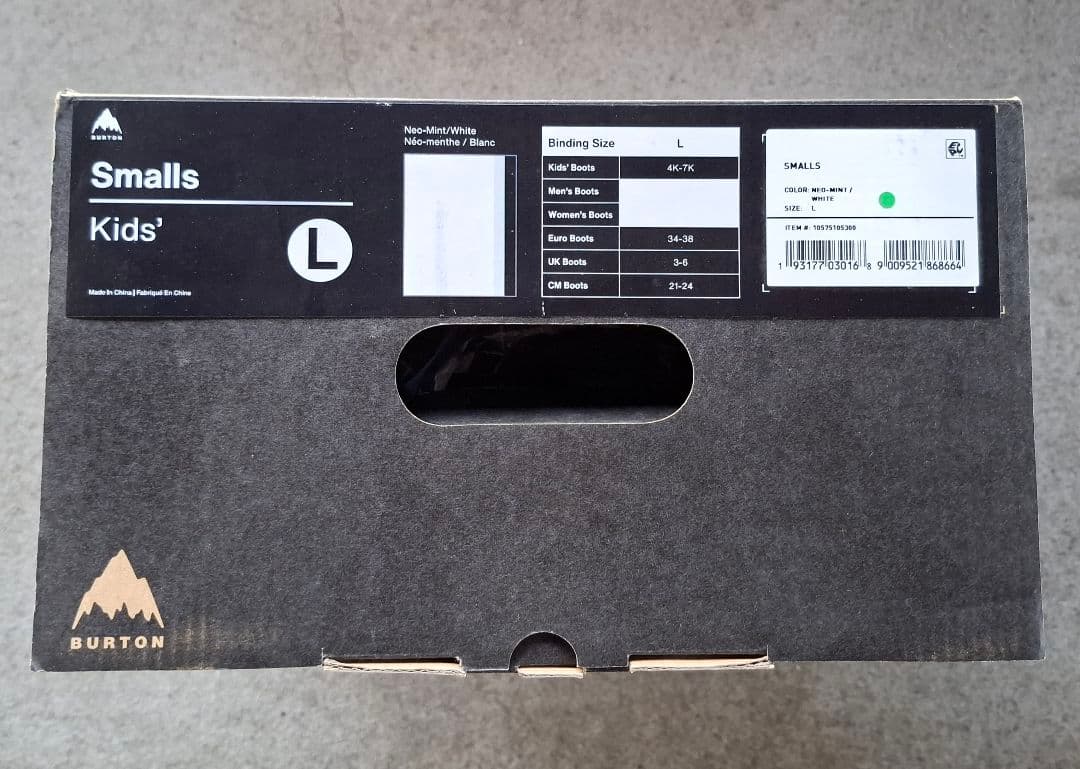 BURTON
Smalls
Kids'
L
Made In China | Fabriqué En Chine
Neo-Mint/White
Néo-menthe / Blanc
Binding Size L
Kids' Boots 4K-7K
Men's Boots
Women's Boots
Euro Boots 34-38
UK Boots 3-6
CM Boots 21-24
SMALLS
COLOR: NEO-MINT /
WHITE
SIZE: L
ITEM #: 10575105300
1 93177 03016 8 9 009521 868664
BURTON